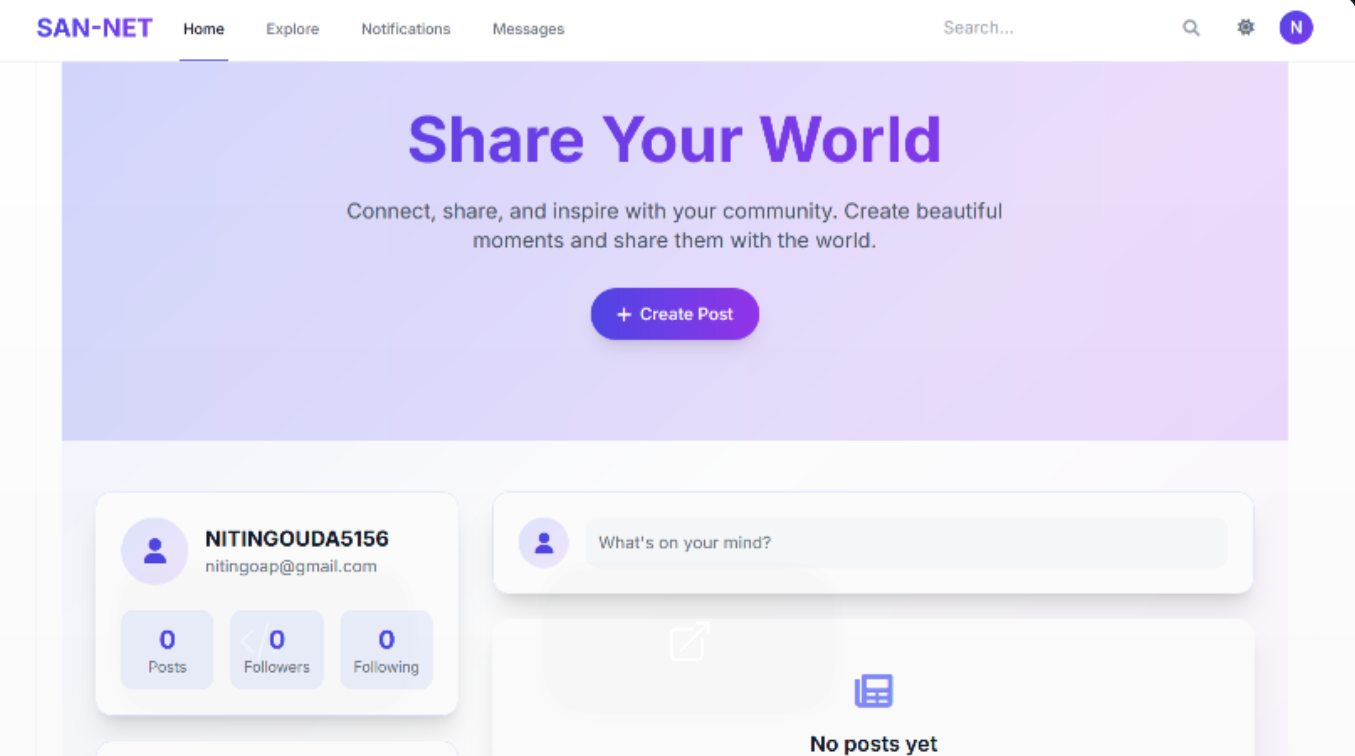 SAN-NET Home Explore Notifications Messages Search... N
Share Your World
Connect, share, and inspire with your community. Create beautiful
moments and share them with the world.
+ Create Post
NITINGOUDA5156
nitingoap@gmail.com
0 0 0
Posts Followers Following
What's on your mind?
No posts yet